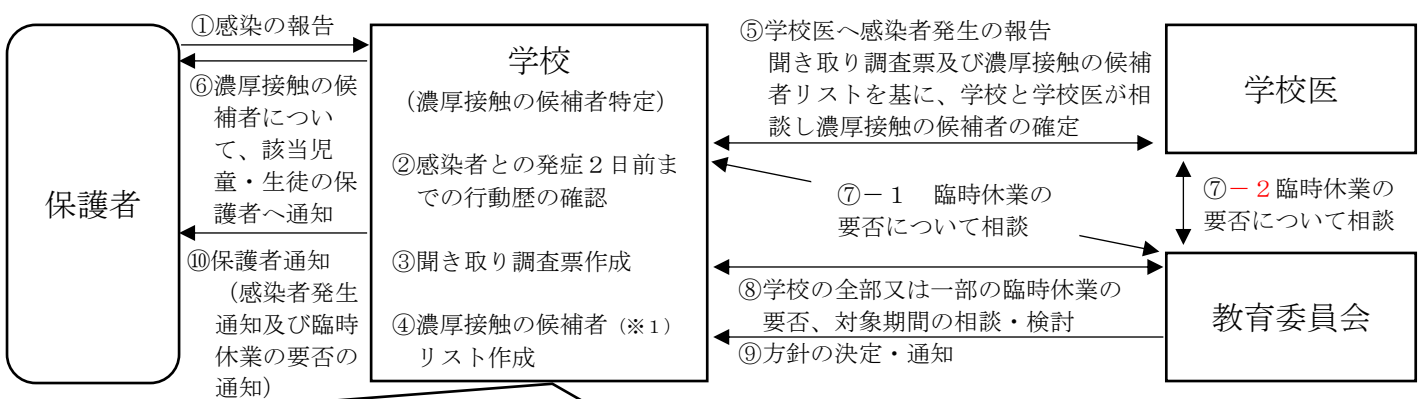 保護者
①感染の報告
⑥濃厚接触の候
補者につい
て、該当児
童・生徒の保
護者へ通知
⑩保護者通知
（感染者発生
通知及び臨時
休業の要否の
通知）
学校
（濃厚接触の候補者特定）
②感染者との発症２日前ま
での行動歴の確認
③聞き取り調査票作成
④濃厚接触の候補者（※１）
リスト作成
⑤学校医へ感染者発生の報告
聞き取り調査票及び濃厚接触の候補
者リストを基に、学校と学校医が相
談し濃厚接触の候補者の確定
⑦－１　臨時休業の
要否について相談
⑧学校の全部又は一部の臨時休業の
要否、対象期間の相談・検討
⑨方針の決定・通知
学校医
⑦－２臨時休業の
要否について相談
教育委員会